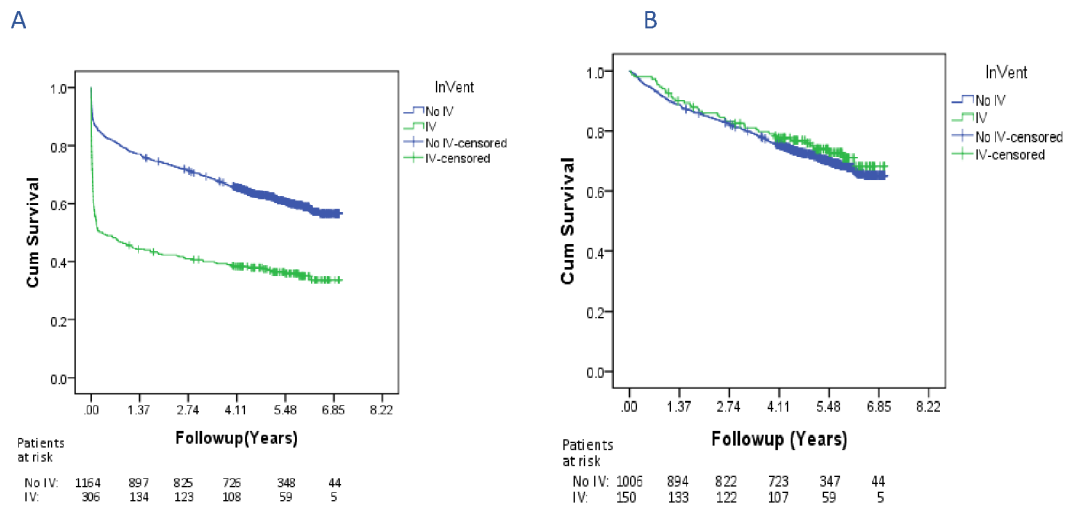 A
B
1.0
0.8
0.6
0.4
0.2
0.0
Cum Survival
.00 1.37 2.74 4.11 5.48 6.85 8.22
Followup(Years)
InVent
No IV
IV
No IV-censored
IV-censored
Patients
at risk
No IV: 1164 897 825 726 348 44
IV: 306 134 123 108 59 5
1.0
0.8
0.6
0.4
0.2
0.0
Cum Survival
.00 1.37 2.74 4.11 5.48 6.85 8.22
Followup (Years)
InVent
No IV
IV
No IV-censored
IV-censored
Patients
at risk
No IV: 1006 894 822 723 347 44
IV: 150 133 122 107 59 5